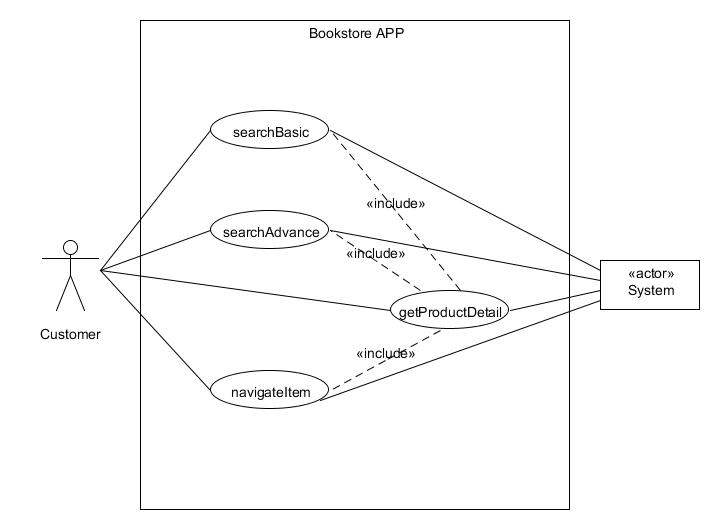 Bookstore APP
searchBasic
«include»
searchAdvance
«include»
«actor»
System
getProductDetail
Customer
«include»
navigateItem